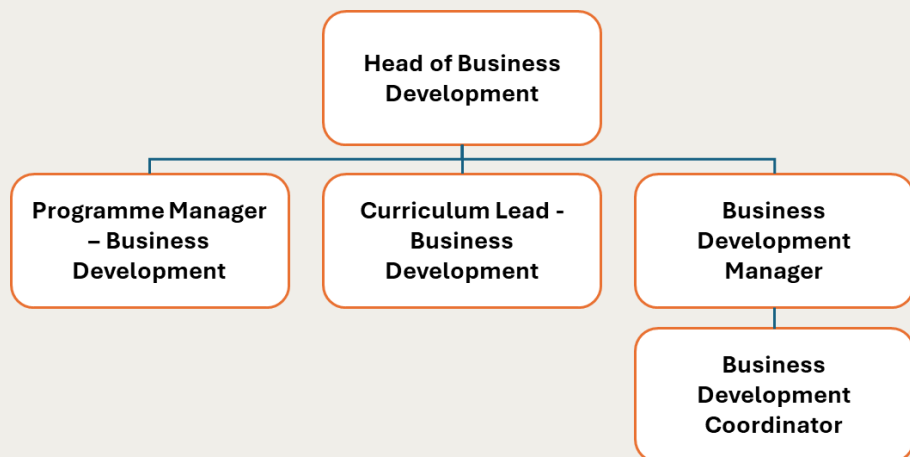 Head of Business
Development
Programme Manager
– Business
Development
Curriculum Lead -
Business
Development
Business
Development
Manager
Business
Development
Coordinator